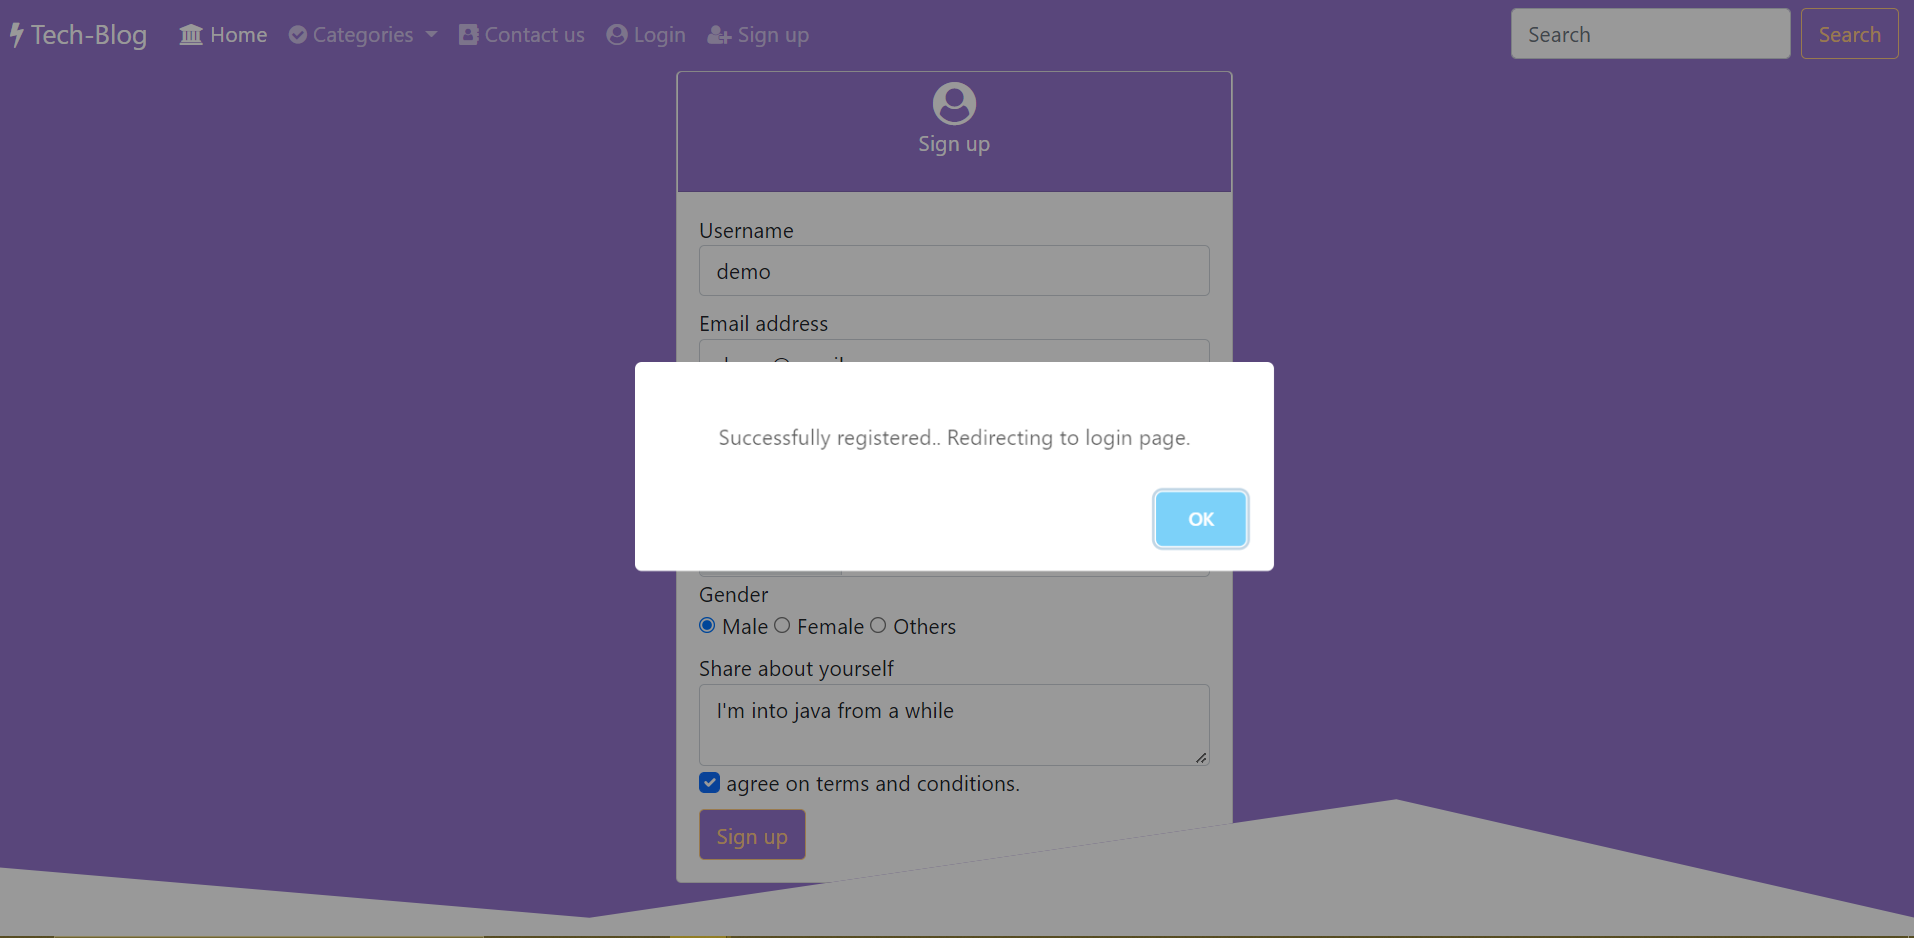 Tech-Blog Home Categories Contact us Login Sign up Search Search
Sign up
Username
demo
Email address
Successfully registered.. Redirecting to login page.
OK
Gender
Male Female Others
Share about yourself
I'm into java from a while
agree on terms and conditions.
Sign up